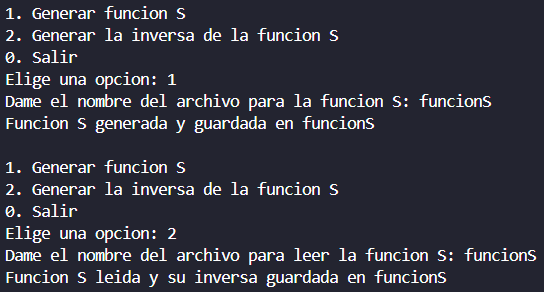 1. Generar funcion S
2. Generar la inversa de la funcion S
0. Salir
Elige una opcion: 1
Dame el nombre del archivo para la funcion S: funcionS
Funcion S generada y guardada en funcionS

1. Generar funcion S
2. Generar la inversa de la funcion S
0. Salir
Elige una opcion: 2
Dame el nombre del archivo para leer la funcion S: funcionS
Funcion S leida y su inversa guardada en funcionS